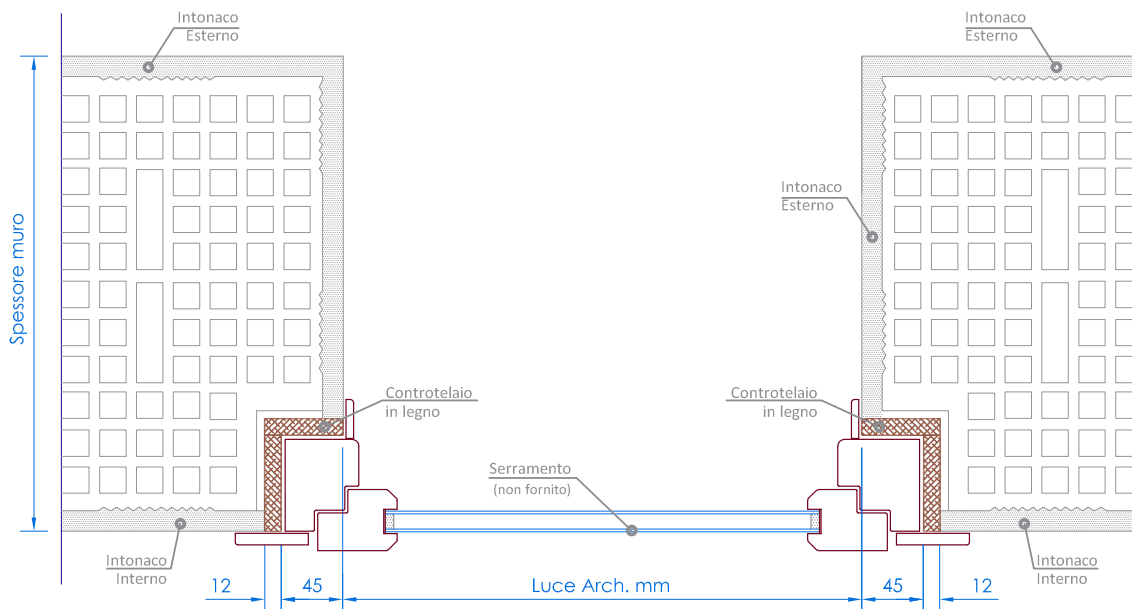 Intonaco
Esterno
Intonaco
Esterno
Intonaco
Esterno
Spessore muro
Controtelaio
in legno
Controtelaio
in legno
Serramento
(non fornito)
Intonaco
Interno
Intonaco
Interno
12
45
Luce Arch. mm
45
12